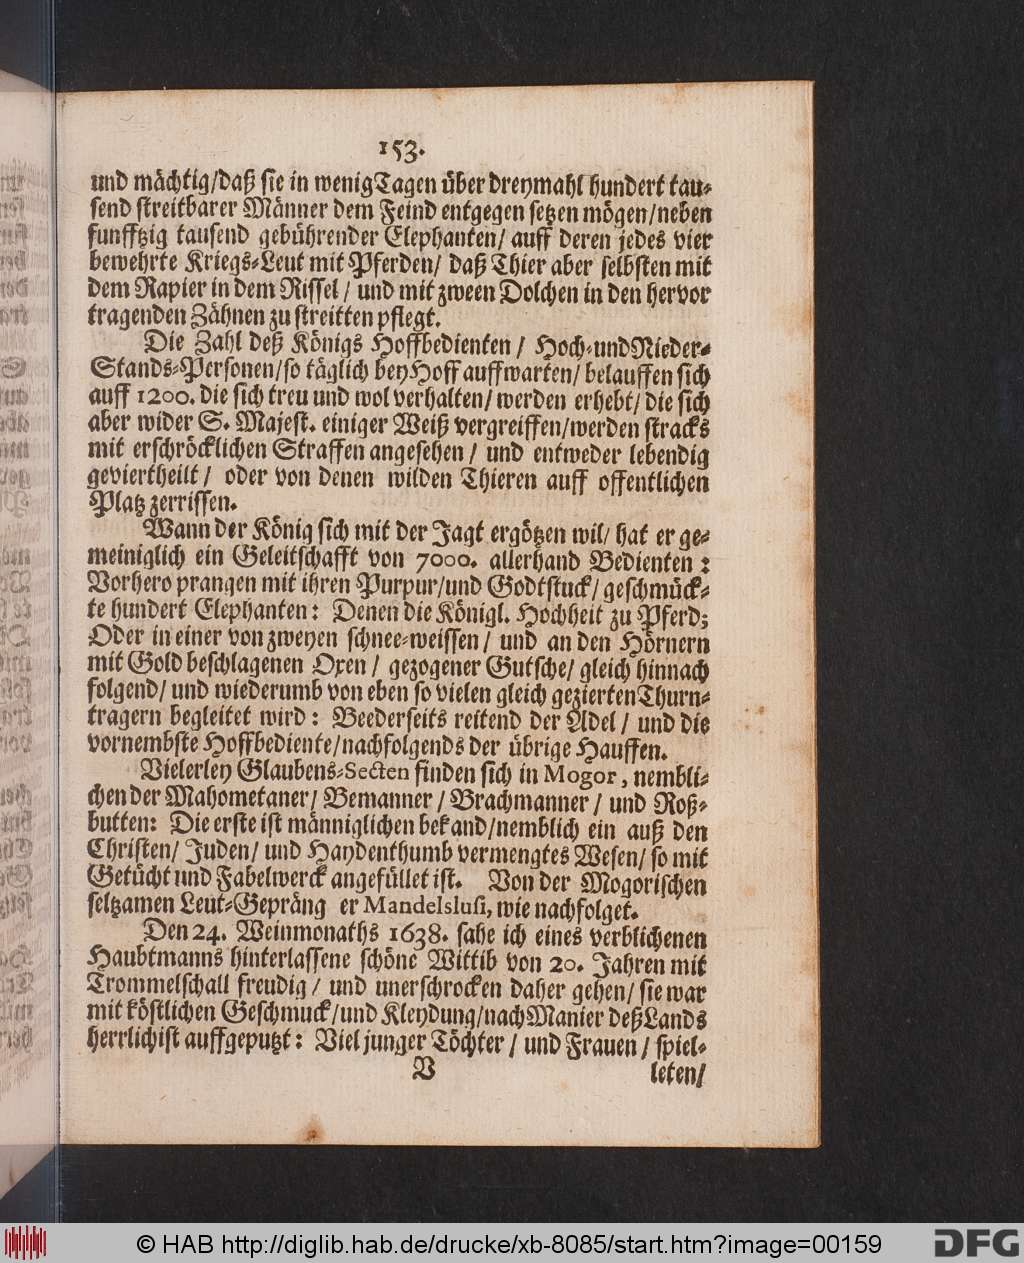 153.
und mächtig/daß sie in wenig Tagen über dreymahl hundert tau-
send streitbarer Männer dem Feind entgegen setzen mögen/neben
funfftzig tausend gebührender Elephanten/ auff deren jedes vier
bewehrte Kriegs-Leut mit Pferden/ daß Thier aber selbsten mit
dem Rapier in dem Rissel / und mit zween Dolchen in den hervor
tragenden Zähnen zu streitten pflegt.
Die Zahl deß Königs Hoffbedienten / Hoch-und Nieder-
Stands-Personen/so täglich bey Hoff auffwarten/ belauffen sich
auff 1200. die sich treu und wol verhalten/ werden erhebt/ die sich
aber wider S. Majest. einiger Weiß vergreiffen/werden stracks
mit erschröcklichen Straffen angesehen / und entweder lebendig
geviertheilt / oder von denen wilden Thieren auff offentlichen
Platz zerrissen.
Wann der König sich mit der Jagt ergötzen wil/ hat er ge-
meiniglich ein Geleitschafft von 7000. allerhand Bedienten :
Vorhero prangen mit ihren Purpur/und Godtstuck/ geschmück-
te hundert Elephanten: Denen die Königl. Hochheit zu Pferd;
Oder in einer von zweyen schnee-weissen / und an den Hörnern
mit Gold beschlagenen Oxen / gezogener Gutsche/ gleich hinnach
folgend/ und wiederumb von eben so vielen gleich gezierten Thurn-
tragern begleitet wird : Beederseits reitend der Adel / und die
vornembste Hoffbediente/nachfolgends der übrige Hauffen.
Vielerley Glaubens-Secten finden sich in Mogor, nembli-
chen der Mahometaner/ Bemanner / Brachmanner / und Roß-
butten: Die erste ist männiglichen bekand/nemblich ein auß den
Christen/ Juden/ und Haydenthumb vermengtes Wesen/ so mit
Getücht und Fabelwerck angefüllet ist. Von der Mogorischen
seltzamen Leut-Gepräng er Mandelslusi, wie nachfolget.
Den 24. Weinmonaths 1638. sahe ich eines verblichenen
Haubtmanns hinterlassene schöne Wittib von 20. Jahren mit
Trommelschall freudig / und unerschrocken daher gehen/ sie war
mit köstlichen Geschmuck/und Kleydung/nach Manier deß Lands
herrlichist auffgeputzt : Viel junger Töchter / und Frauen / spiel-
V leten/
© HAB http://diglib.hab.de/drucke/xb-8085/start.htm?image=00159
DFG